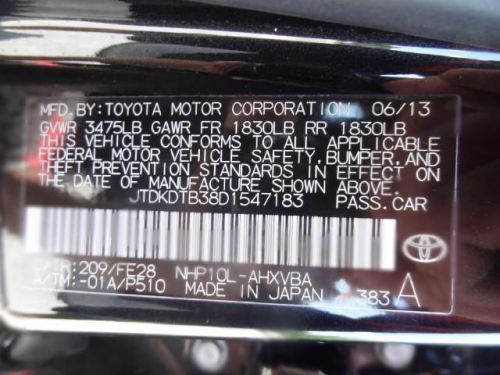 MFD.BY:TOYOTA MOTOR CORPORATION 06/13
GVWR 3475LB GAWR FR 1830LB RR 1830LB
THIS VEHICLE CONFORMS TO ALL APPLICABLE
FEDERAL MOTOR VEHICLE SAFETY,BUMPER,AND
THEFT PREVENTION STANDARDS IN EFFECT ON
THE DATE OF MANUFACTURE SHOWN ABOVE.
JTDKDTB38D1547183 PASS.CAR
C/TR:209/FE28 NHP10L-AHXVBA
A/TM:-01A/P510 MADE IN JAPAN 383 A